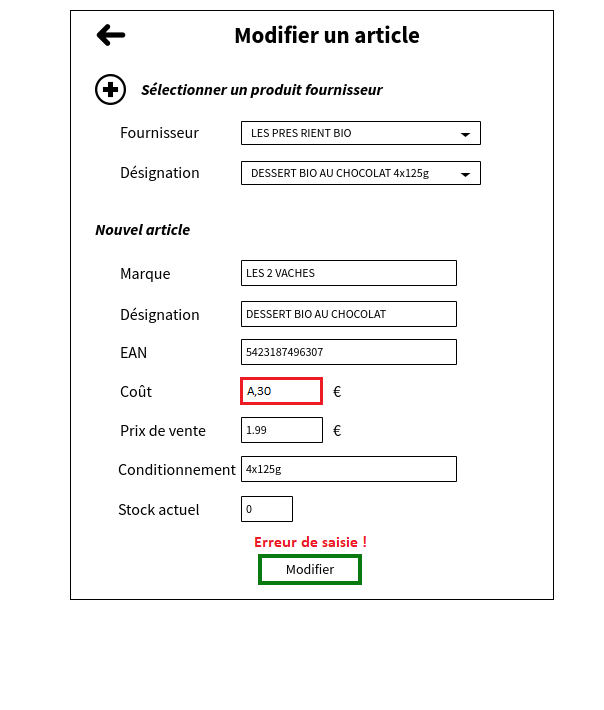 Modifier un article
Sélectionner un produit fournisseur
Fournisseur LES PRES RIENT BIO
Désignation DESSERT BIO AU CHOCOLAT 4x125g
Nouvel article
Marque LES 2 VACHES
Désignation DESSERT BIO AU CHOCOLAT
EAN 5423187496307
Coût A,30 €
Prix de vente 1.99 €
Conditionnement 4x125g
Stock actuel 0
Erreur de saisie !
Modifier